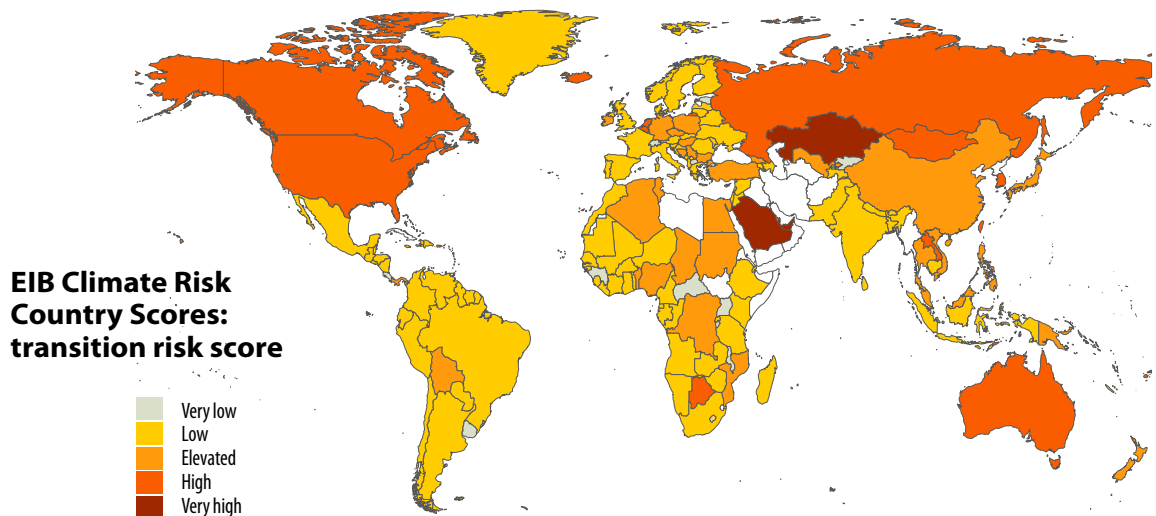 EIB Climate Risk
Country Scores:
transition risk score
Very low
Low
Elevated
High
Very high